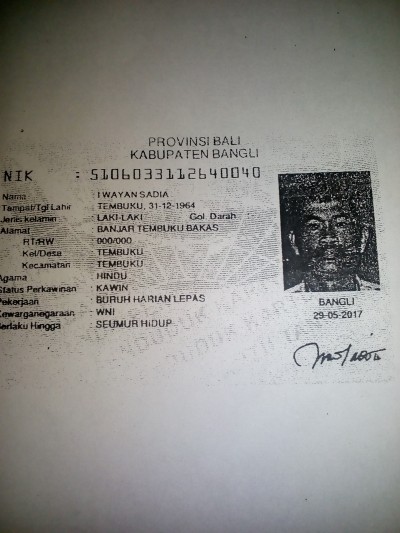 PROVINSI BALI
KABUPATEN BANGLI
NIK : 5106033112640040
Nama : I WAYAN SADIA
Tempat/Tgl Lahir : TEMBUKU, 31-12-1964
Jenis kelamin : LAKI-LAKI Gol. Darah :
Alamat : BANJAR TEMBUKU BAKAS
RT/RW : 000/000
Kel/Desa : TEMBUKU
Kecamatan : TEMBUKU
Agama : HINDU
Status Perkawinan : KAWIN
Pekerjaan : BURUH HARIAN LEPAS
Kewarganegaraan : WNI
Berlaku Hingga : SEUMUR HIDUP
BANGLI
29-05-2017